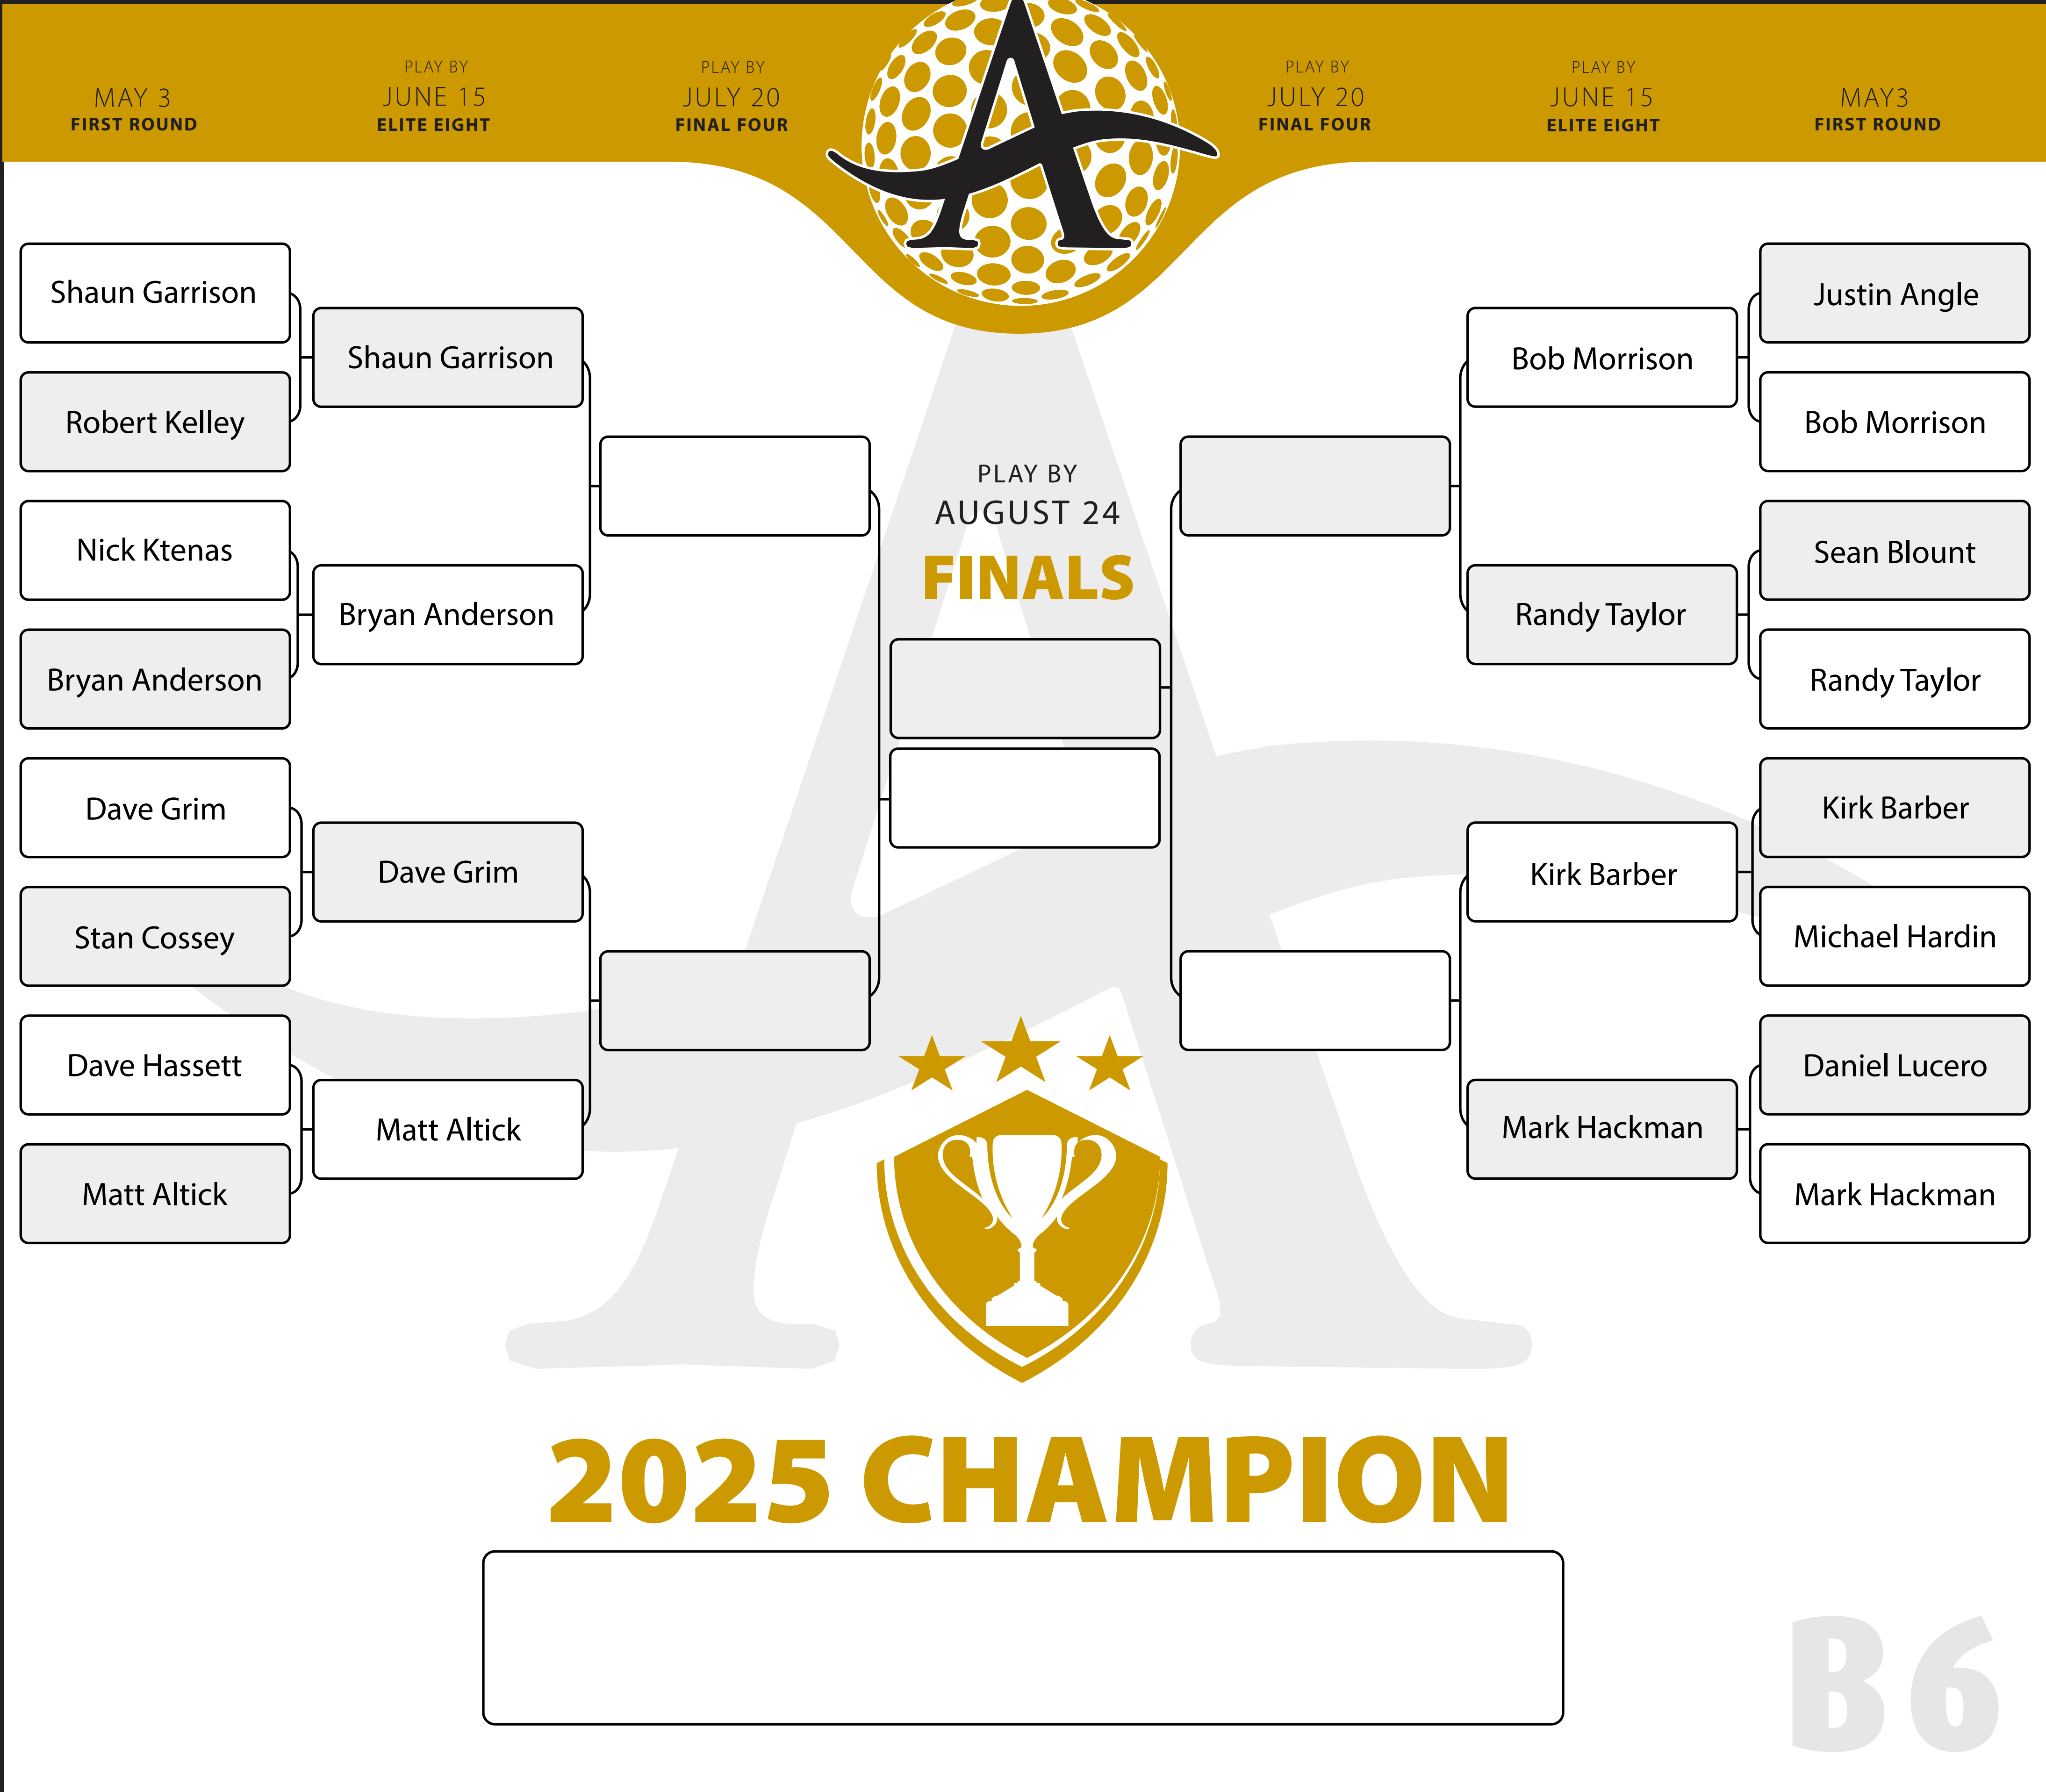 MAY 3
FIRST ROUND
PLAY BY
JUNE 15
ELITE EIGHT
PLAY BY
JULY 20
FINAL FOUR
A
PLAY BY
JULY 20
FINAL FOUR
PLAY BY
JUNE 15
ELITE EIGHT
MAY3
FIRST ROUND
Shaun Garrison
Robert Kelley
Nick Ktenas
Bryan Anderson
Dave Grim
Stan Cossey
Dave Hassett
Matt Altick
Shaun Garrison
Bryan Anderson
Dave Grim
Matt Altick
PLAY BY
AUGUST 24
FINALS
Bob Morrison
Randy Taylor
Kirk Barber
Mark Hackman
Justin Angle
Bob Morrison
Sean Blount
Randy Taylor
Kirk Barber
Michael Hardin
Daniel Lucero
Mark Hackman
2025 CHAMPION
B6